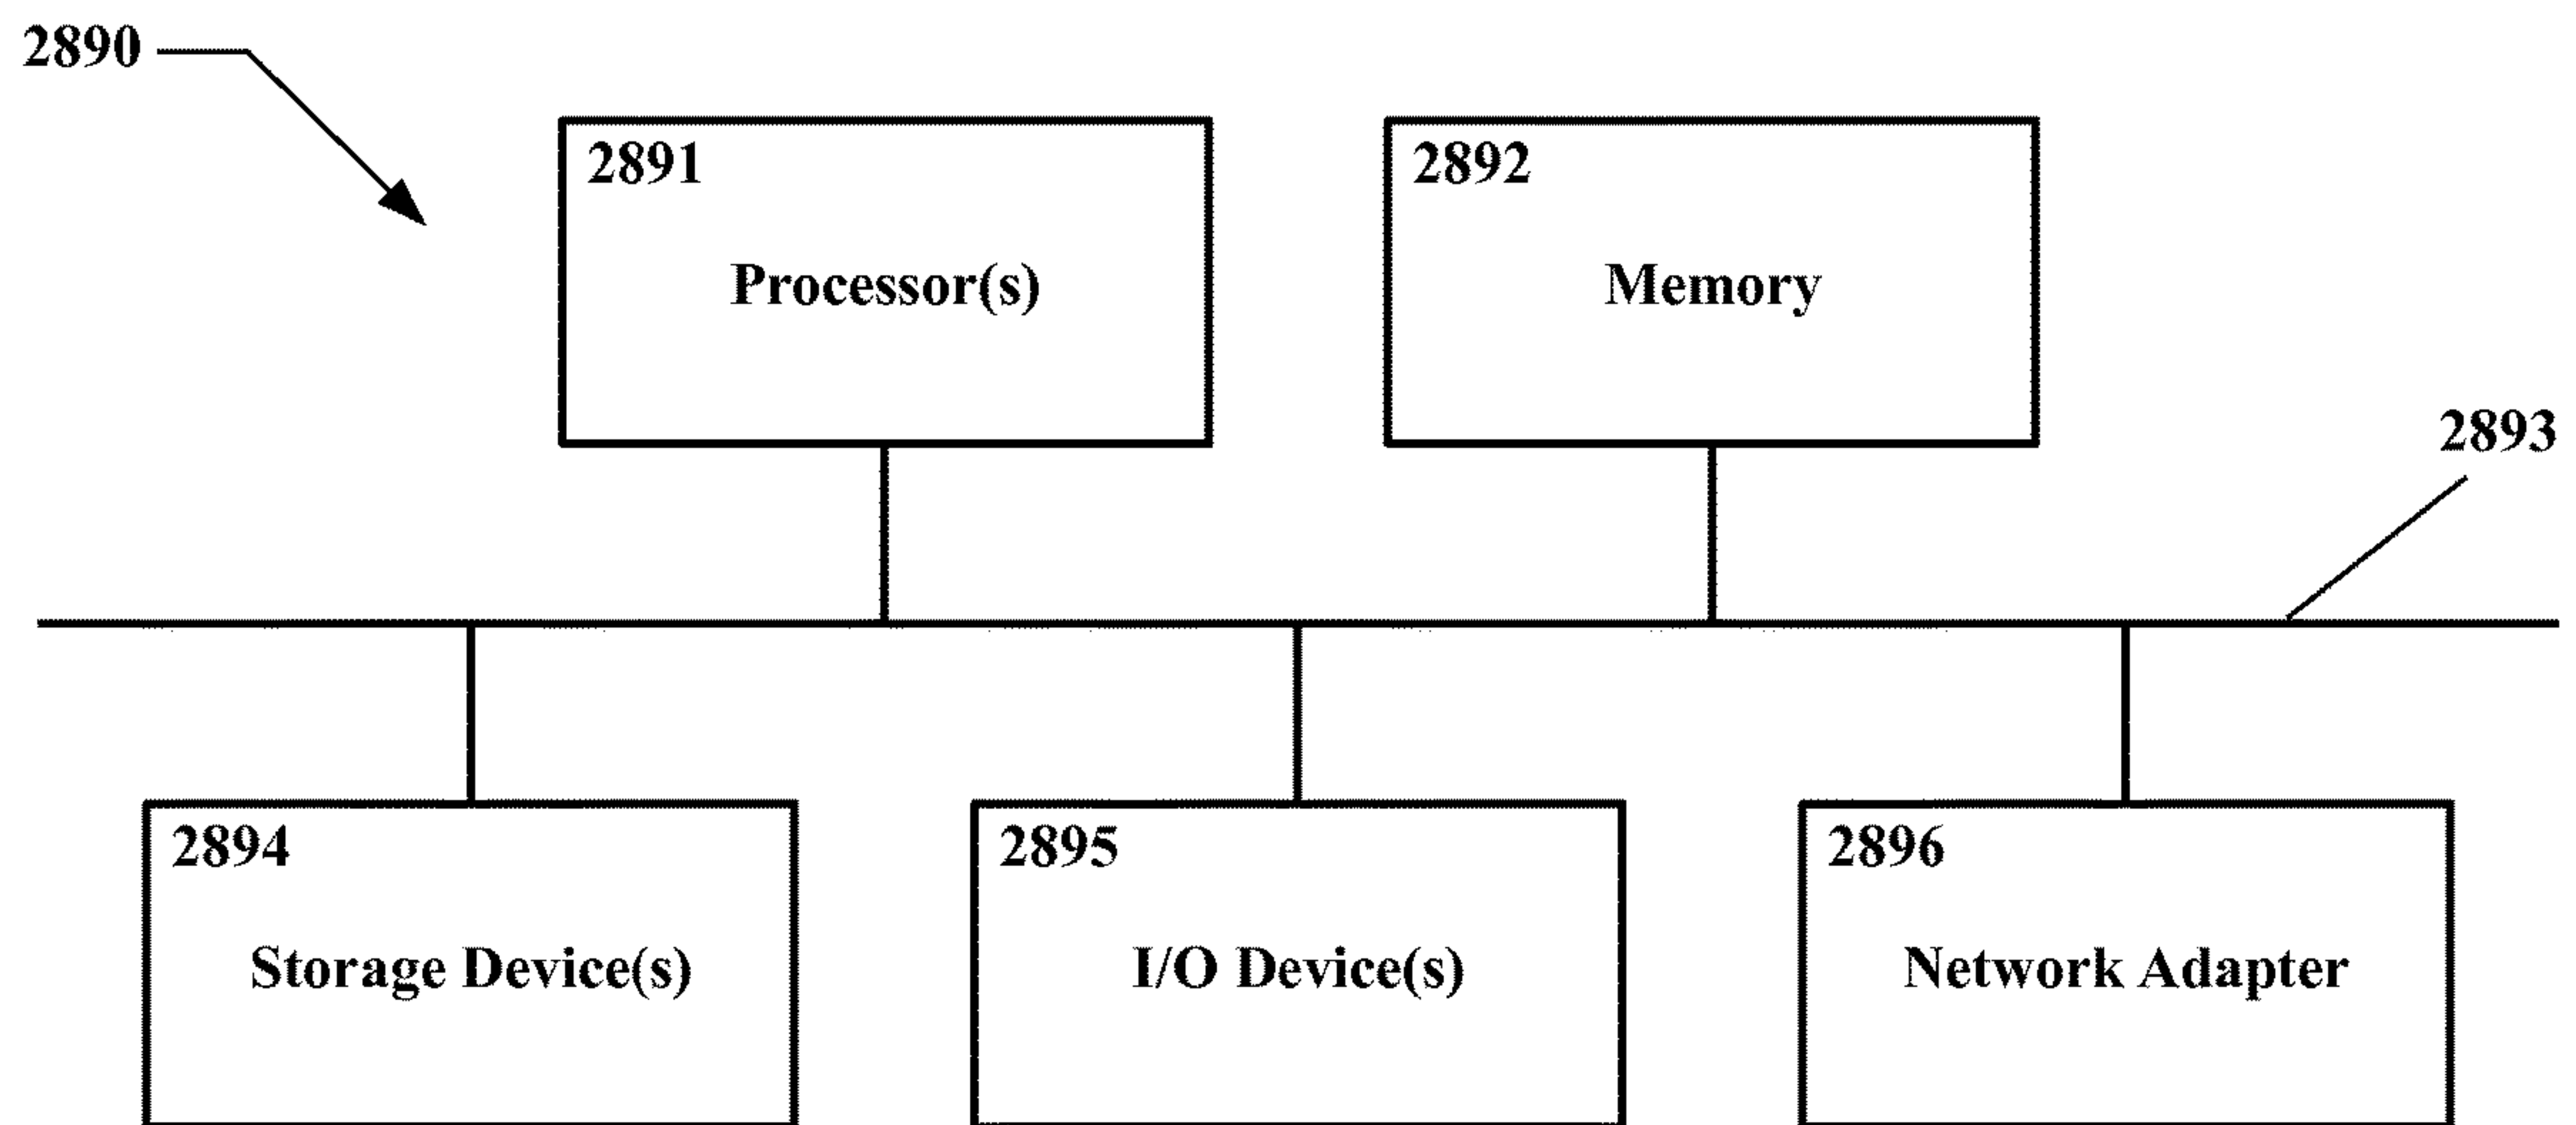 2890
2891
Processor(s)
2892
Memory
2893
2894
Storage Device(s)
2895
I/O Device(s)
2896
Network Adapter